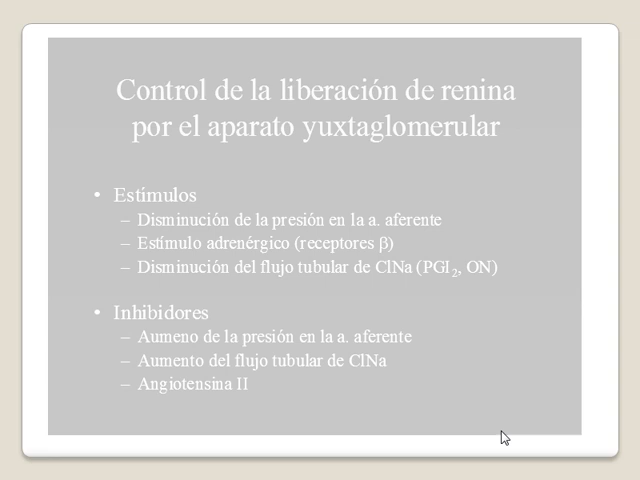 Control de la liberación de renina
por el aparato yuxtaglomerular
• Estímulos
– Disminución de la presión en la a. aferente
– Estímulo adrenérgico (receptores β)
– Disminución del flujo tubular de ClNa (PGI₂, ON)
• Inhibidores
– Aumeno de la presión en la a. aferente
– Aumento del flujo tubular de ClNa
– Angiotensina II